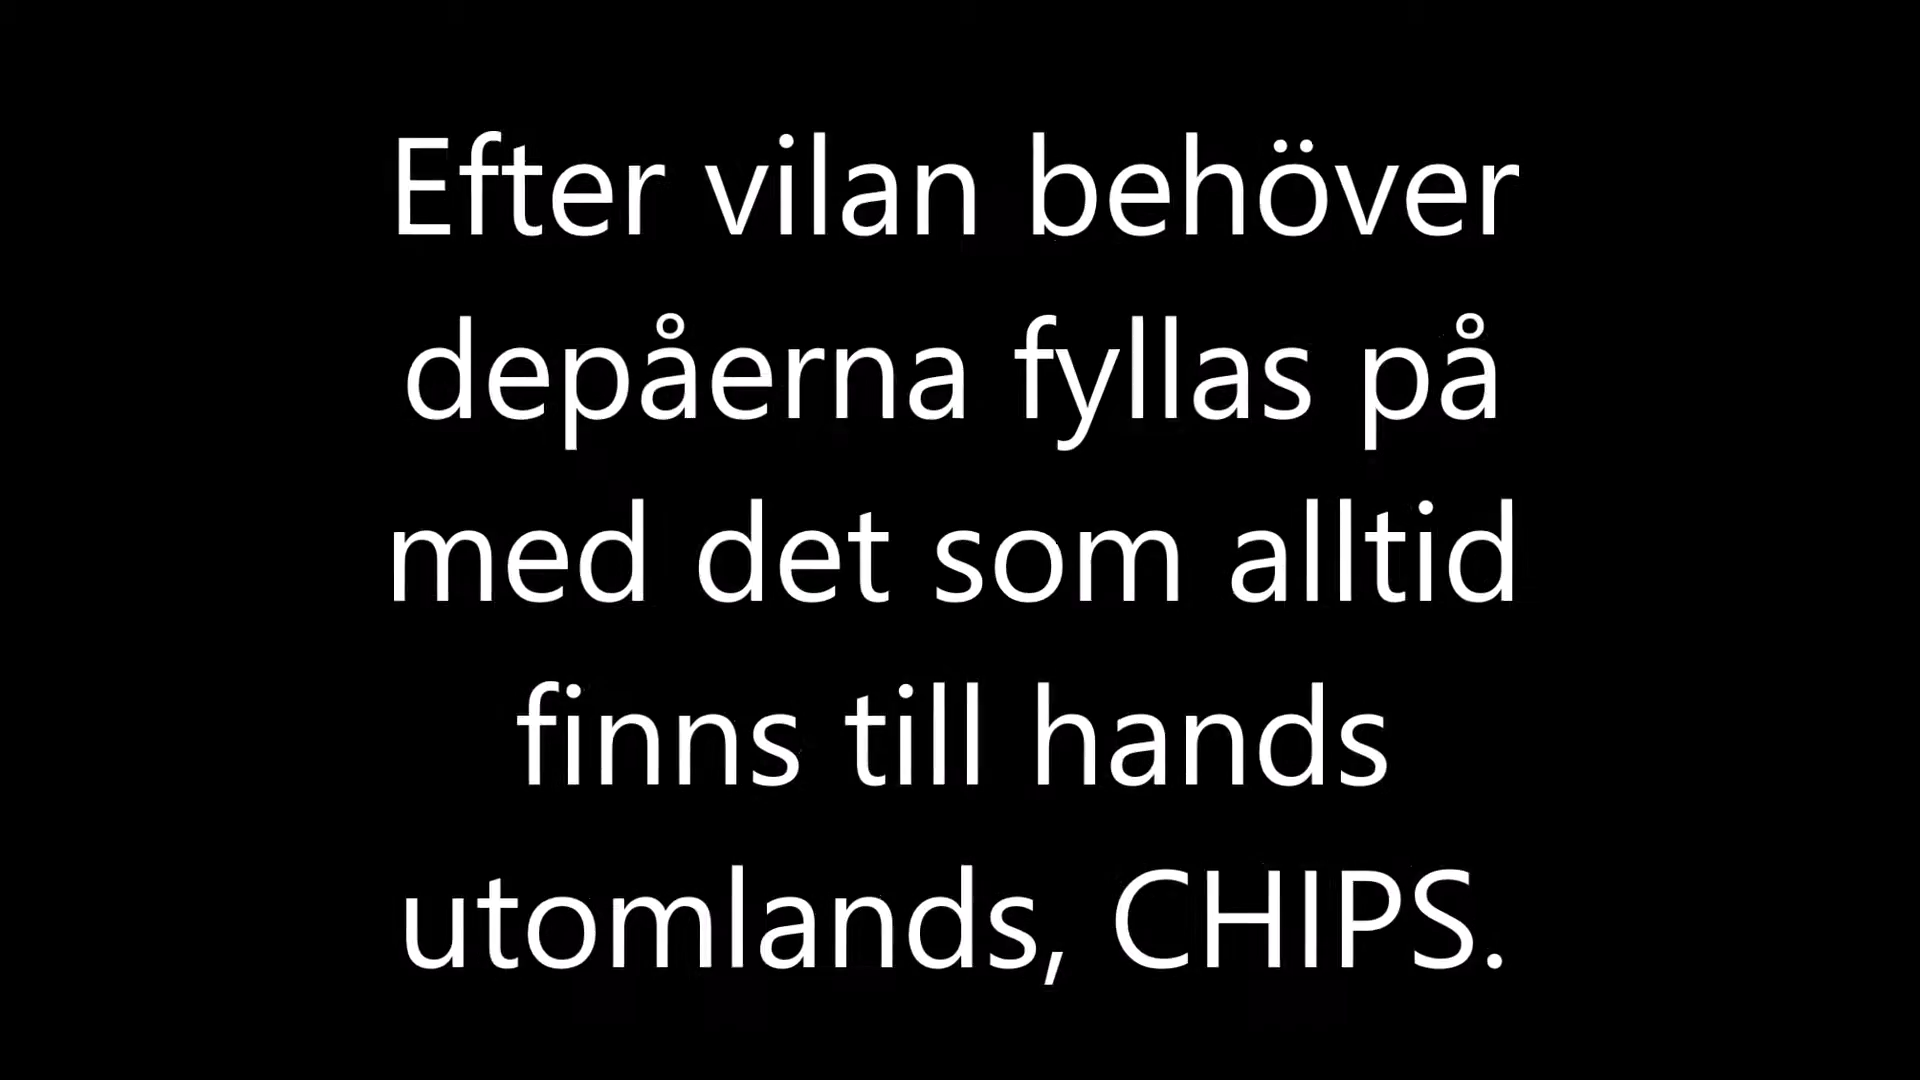 Efter vilan behöver
depåerna fyllas på
med det som alltid
finns till hands
utomlands, CHIPS.